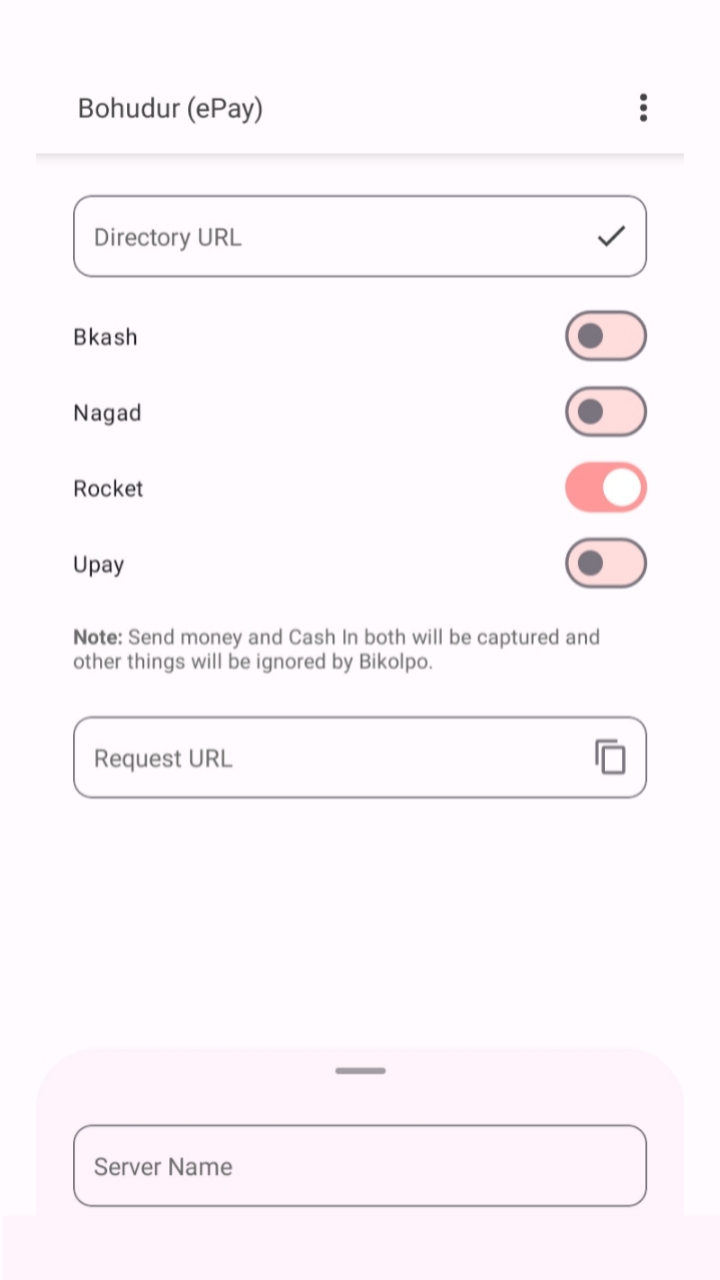 Bohudur (ePay)
Directory URL
Bkash
Nagad
Rocket
Upay
Note: Send money and Cash In both will be captured and
other things will be ignored by Bikolpo.
Request URL
Server Name